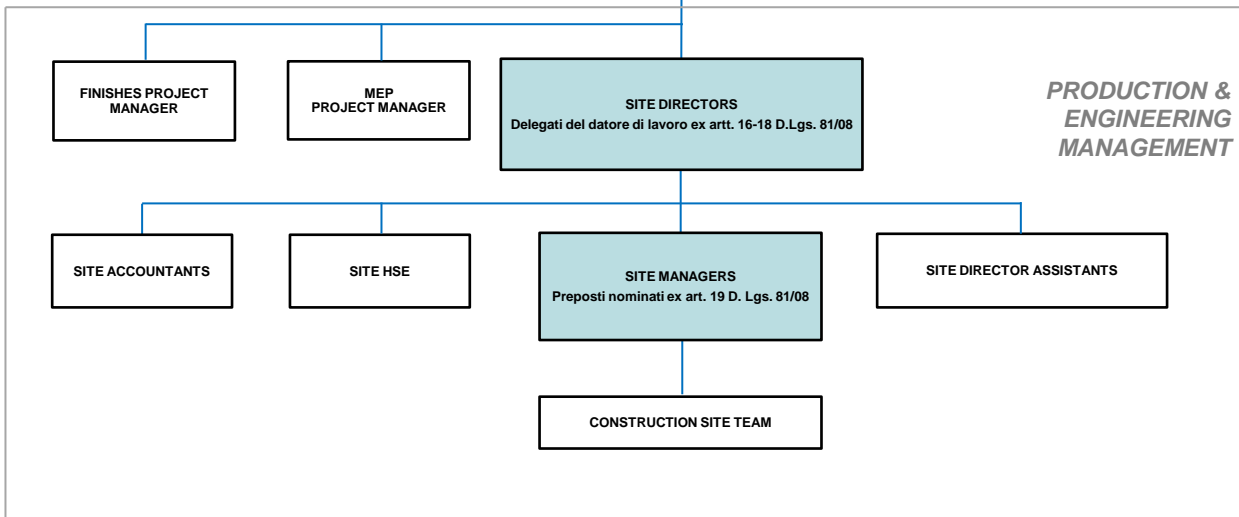 FINISHES PROJECT
MANAGER
MEP
PROJECT MANAGER
SITE DIRECTORS
Delegati del datore di lavoro ex artt. 16-18 D.Lgs. 81/08
PRODUCTION &
ENGINEERING
MANAGEMENT
SITE ACCOUNTANTS
SITE HSE
SITE MANAGERS
Preposti nominati ex art. 19 D. Lgs. 81/08
SITE DIRECTOR ASSISTANTS
CONSTRUCTION SITE TEAM